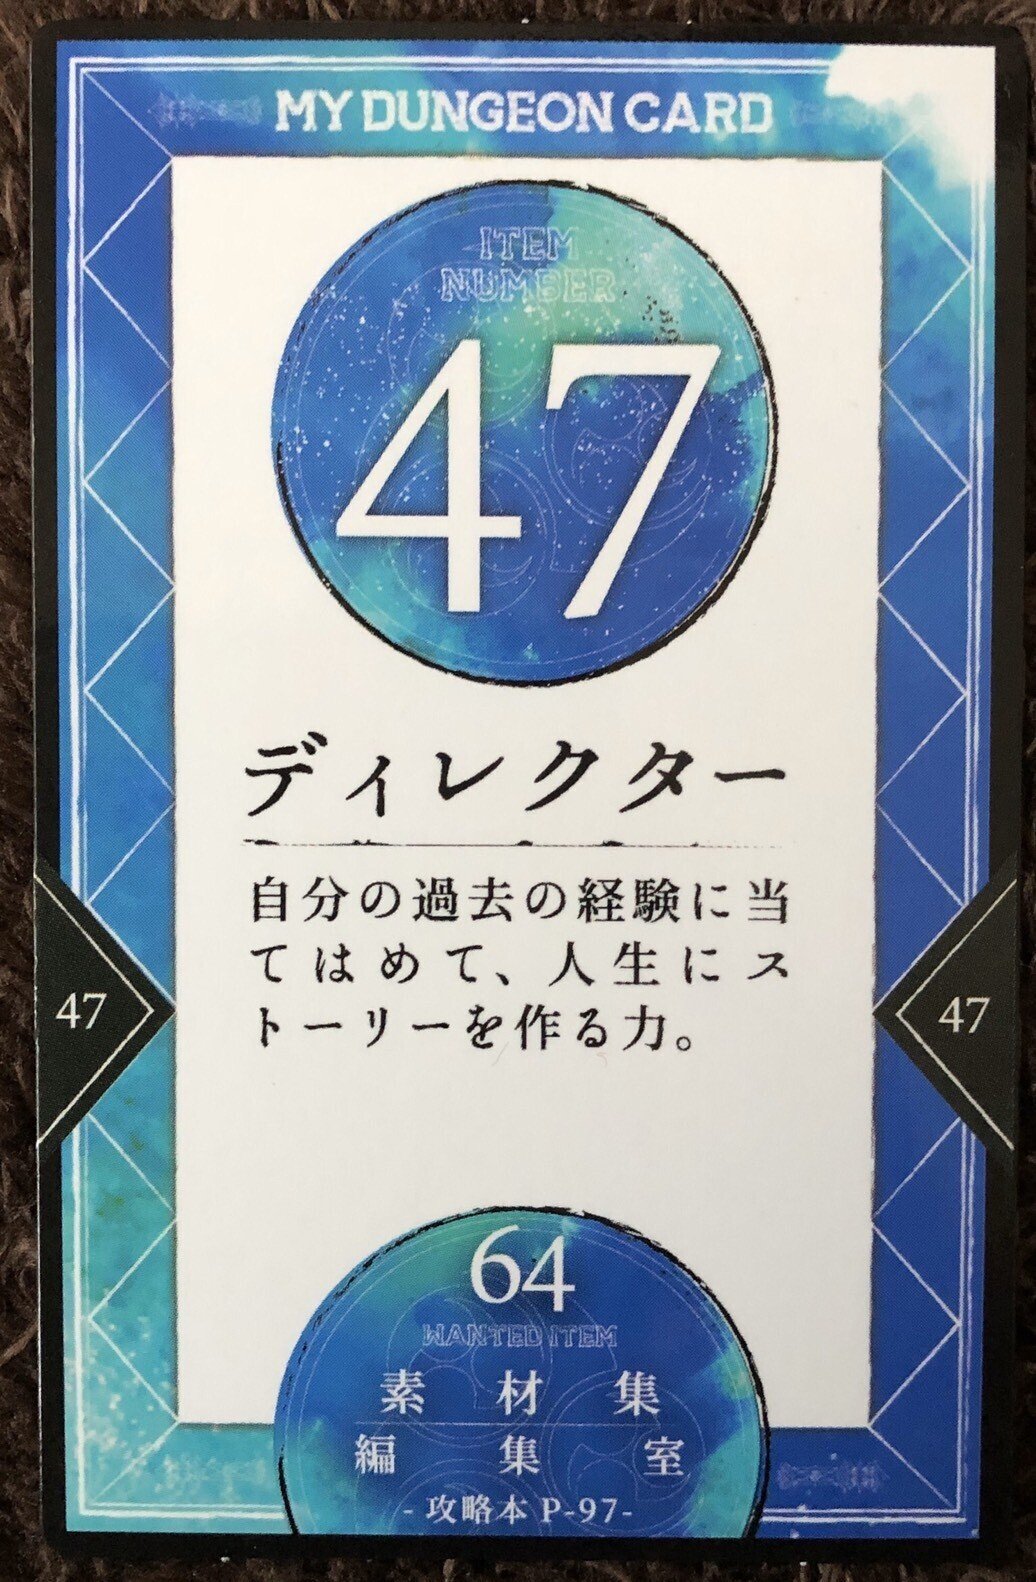 MY DUNGEON CARD
ITEM
NUMBER
47
ディレクター
自分の過去の経験に当
てはめて、人生にス
トーリーを作る力。
47
47
64
WANTED ITEM
素材集
編集室
- 攻略本 P-97-